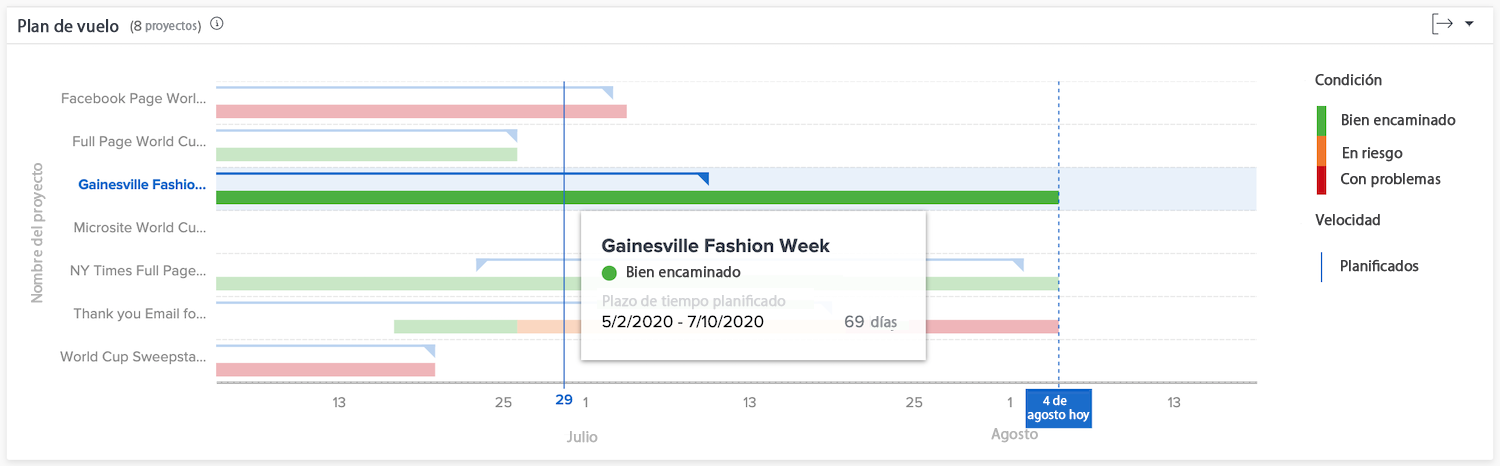 Plan de vuelo (8 proyectos)
Condición
Bien encaminado
En riesgo
Con problemas
Velocidad
Planificados
Nombre del proyecto
Facebook Page Worl...
Full Page World Cu...
Gainesville Fashio...
Microsite World Cu...
NY Times Full Page...
Thank you Email fo...
World Cup Sweepsta...
Gainesville Fashion Week
Bien encaminado
Plazo de tiempo planificado
5/2/2020 - 7/10/2020 69 días
13 25 29 1 13 25 1 4 de 13
agosto hoy
Julio Agosto